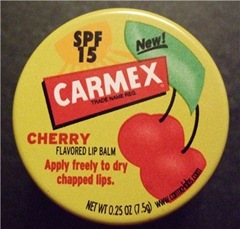 SPF
15
New!
CARMEX
TRADE NAME REG.
CHERRY
FLAVORED LIP BALM
Apply freely to dry
chapped lips.
NET WT 0.25 OZ (7.5g)
www.carmexlabs.com